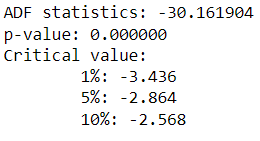 ADF statistics: -30.161904
p-value: 0.000000
Critical value:
1%: -3.436
5%: -2.864
10%: -2.568